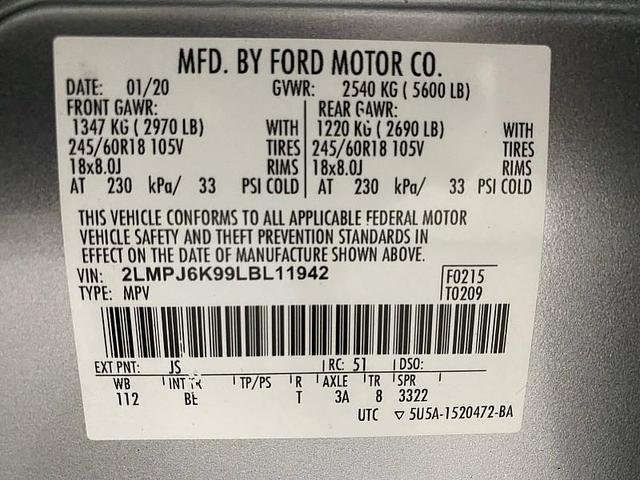 MFD. BY FORD MOTOR CO.
DATE: 01/20 GVWR: 2540 KG ( 5600 LB)
FRONT GAWR: REAR GAWR:
1347 KG ( 2970 LB) WITH 1220 KG ( 2690 LB) WITH
245/60R18 105V TIRES 245/60R18 105V TIRES
18x8.0J RIMS 18x8.0J RIMS
AT 230 kPa/ 33 PSI COLD AT 230 kPa/ 33 PSI COLD
THIS VEHICLE CONFORMS TO ALL APPLICABLE FEDERAL MOTOR
VEHICLE SAFETY AND THEFT PREVENTION STANDARDS IN
EFFECT ON THE DATE OF MANUFACTURE SHOWN ABOVE.
VIN: 2LMPJ6K99LBL11942 F0215
TYPE: MPV T0209
EXT PNT: JS RC: 51 DSO:
WB INT TR TP/PS R AXLE TR SPR
112 BE T 3A 8 3322
UTC ▽ 5U5A-1520472-BA